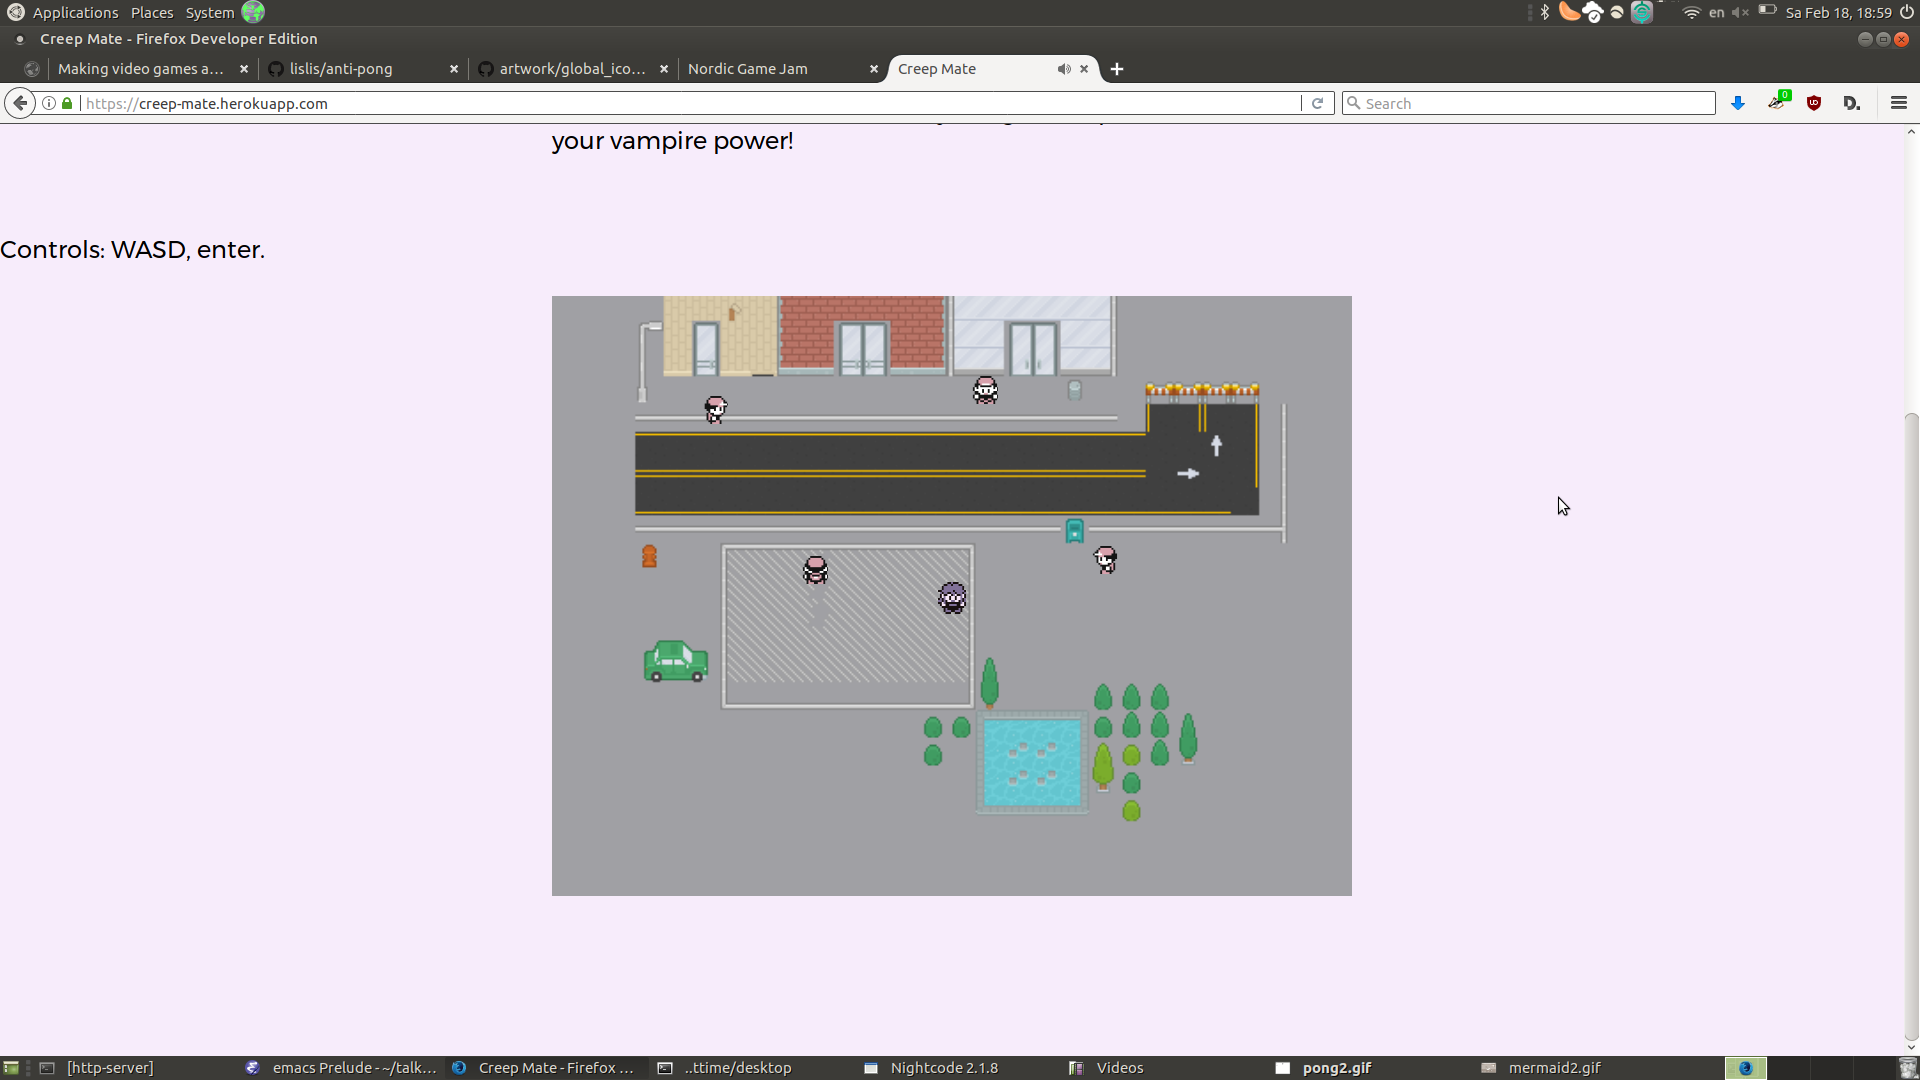 Applications Places System
en Sa Feb 18, 18:59
Creep Mate - Firefox Developer Edition
Making video games a...
lislis/anti-pong
artwork/global_ico...
Nordic Game Jam
Creep Mate
https://creep-mate.herokuapp.com
Search
0
D.
your vampire power!
Controls: WASD, enter.
[http-server]
emacs Prelude - ~/talk...
Creep Mate - Firefox ...
..ttime/desktop
Nightcode 2.1.8
Videos
pong2.gif
mermaid2.gif